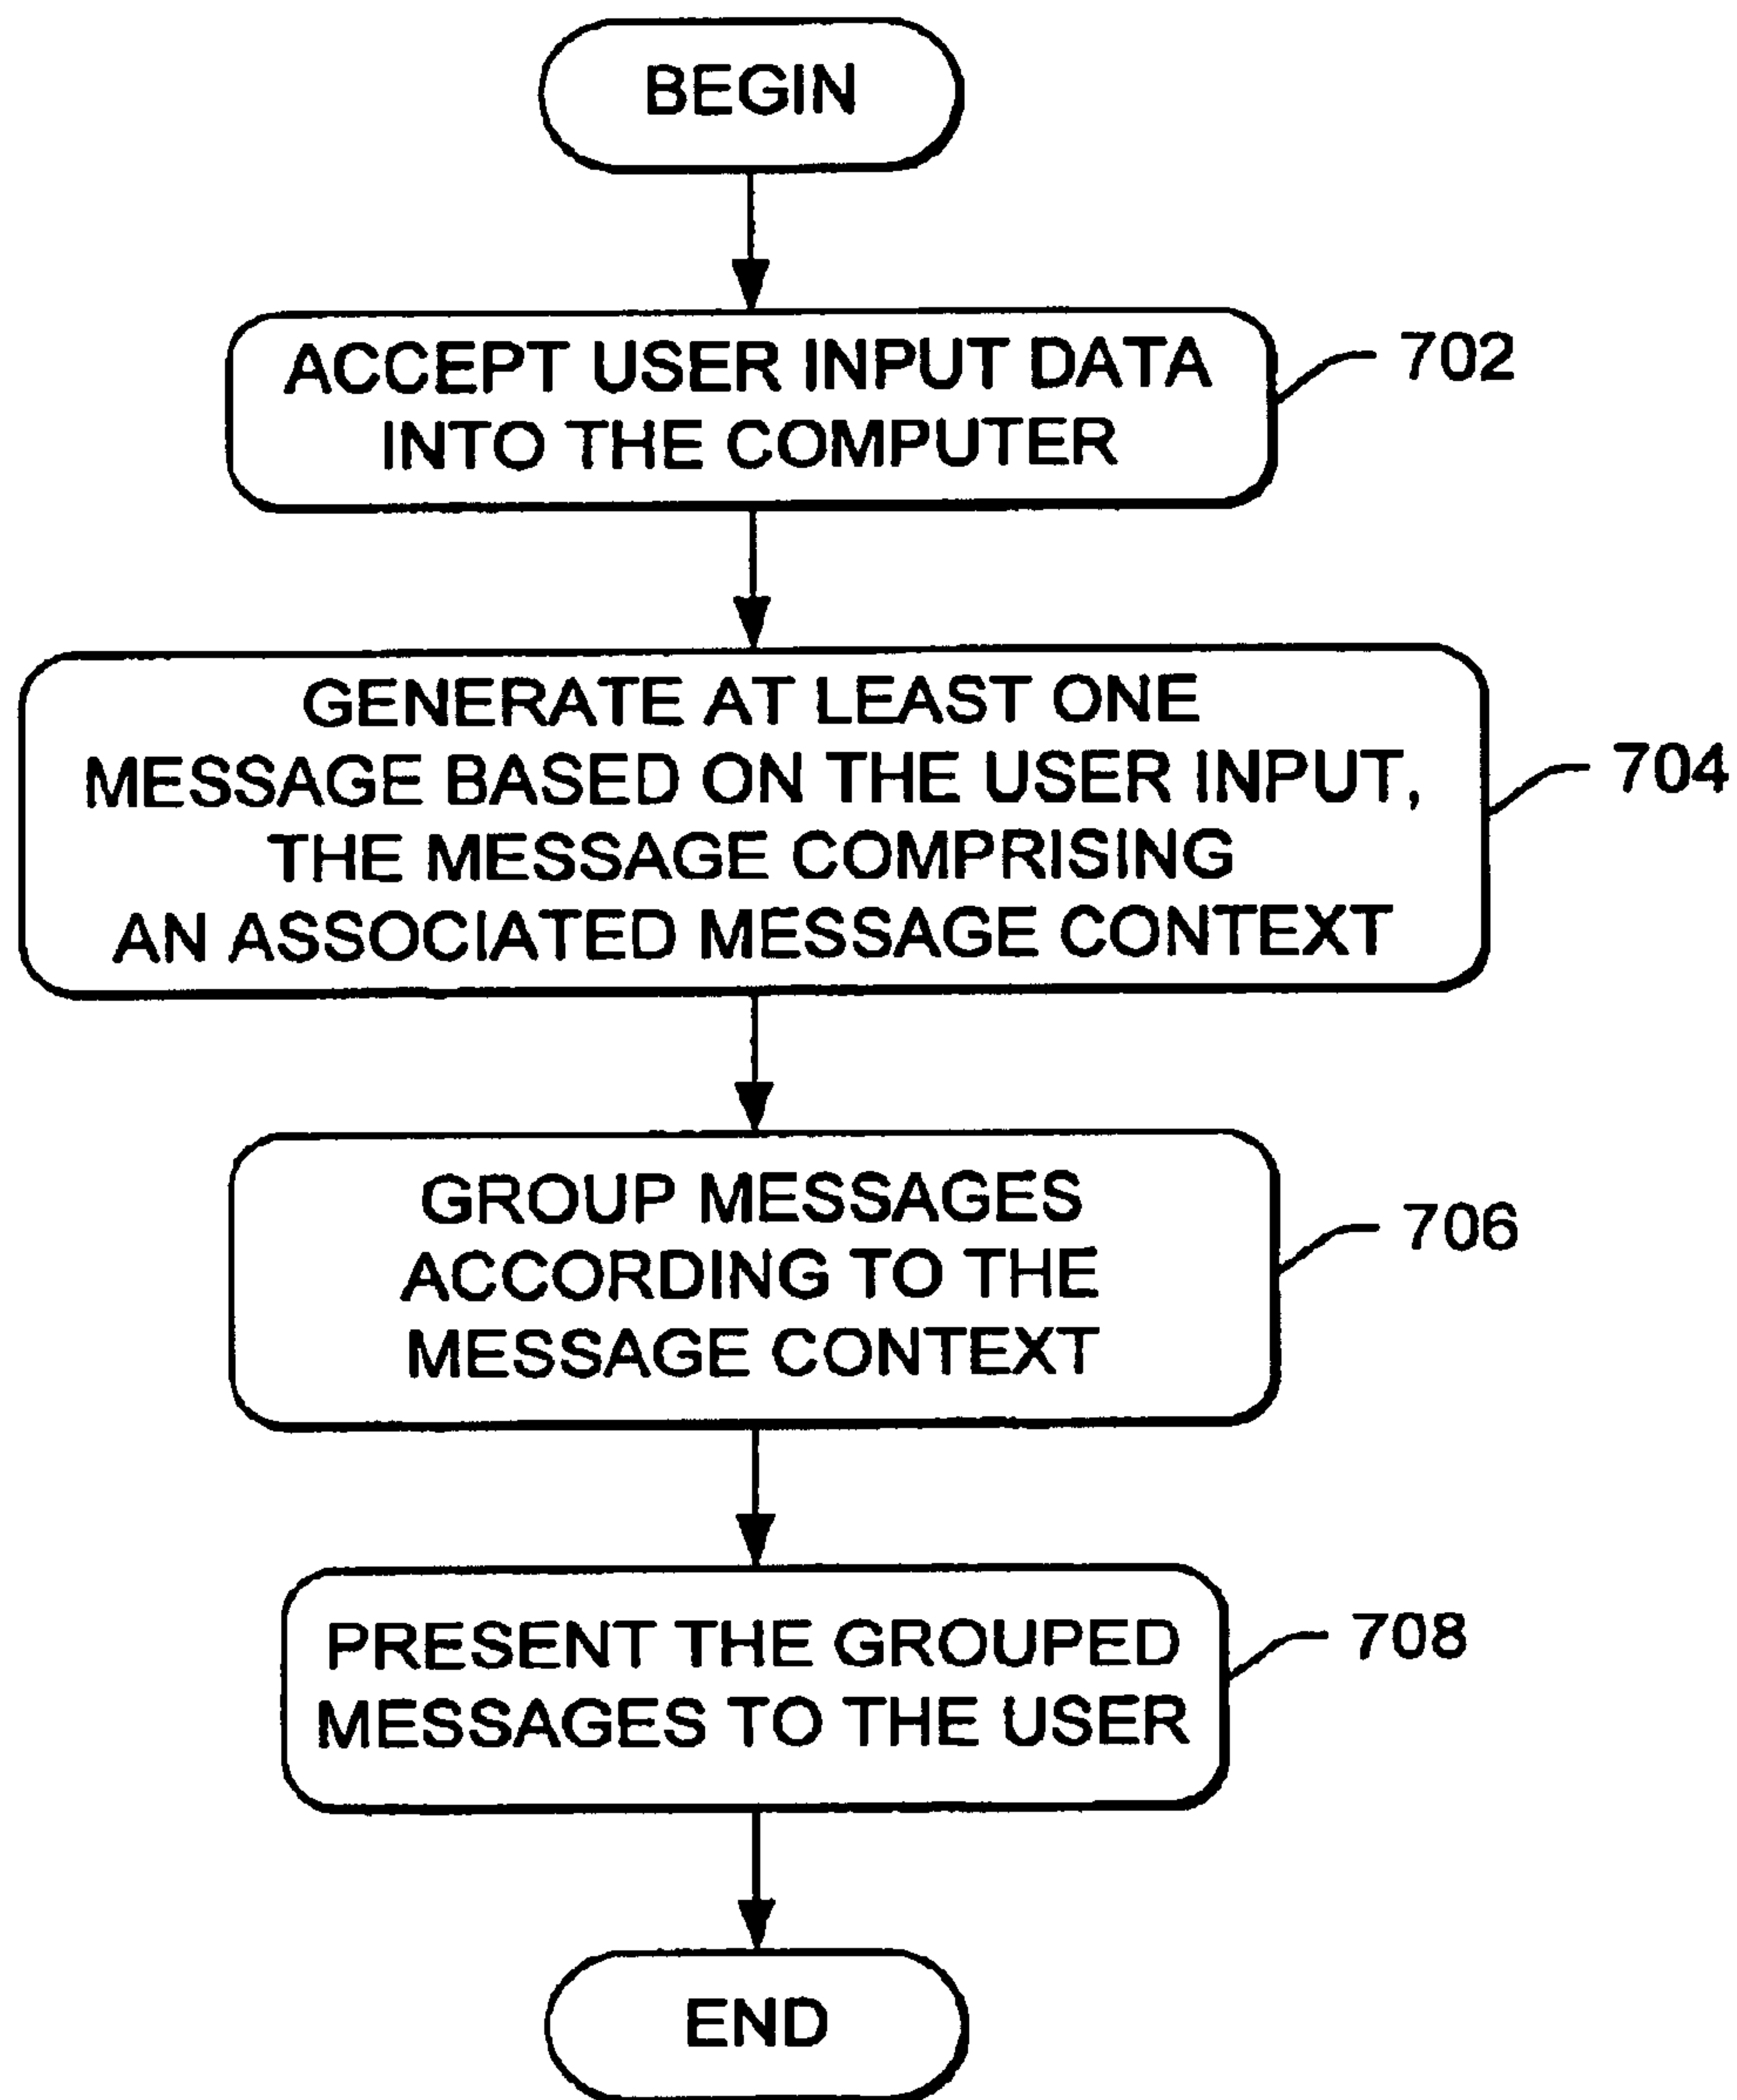 BEGIN
ACCEPT USER INPUT DATA
INTO THE COMPUTER
702
GENERATE AT LEAST ONE
MESSAGE BASED ON THE USER INPUT,
THE MESSAGE COMPRISING
AN ASSOCIATED MESSAGE CONTEXT
704
GROUP MESSAGES
ACCORDING TO THE
MESSAGE CONTEXT
706
PRESENT THE GROUPED
MESSAGES TO THE USER
708
END